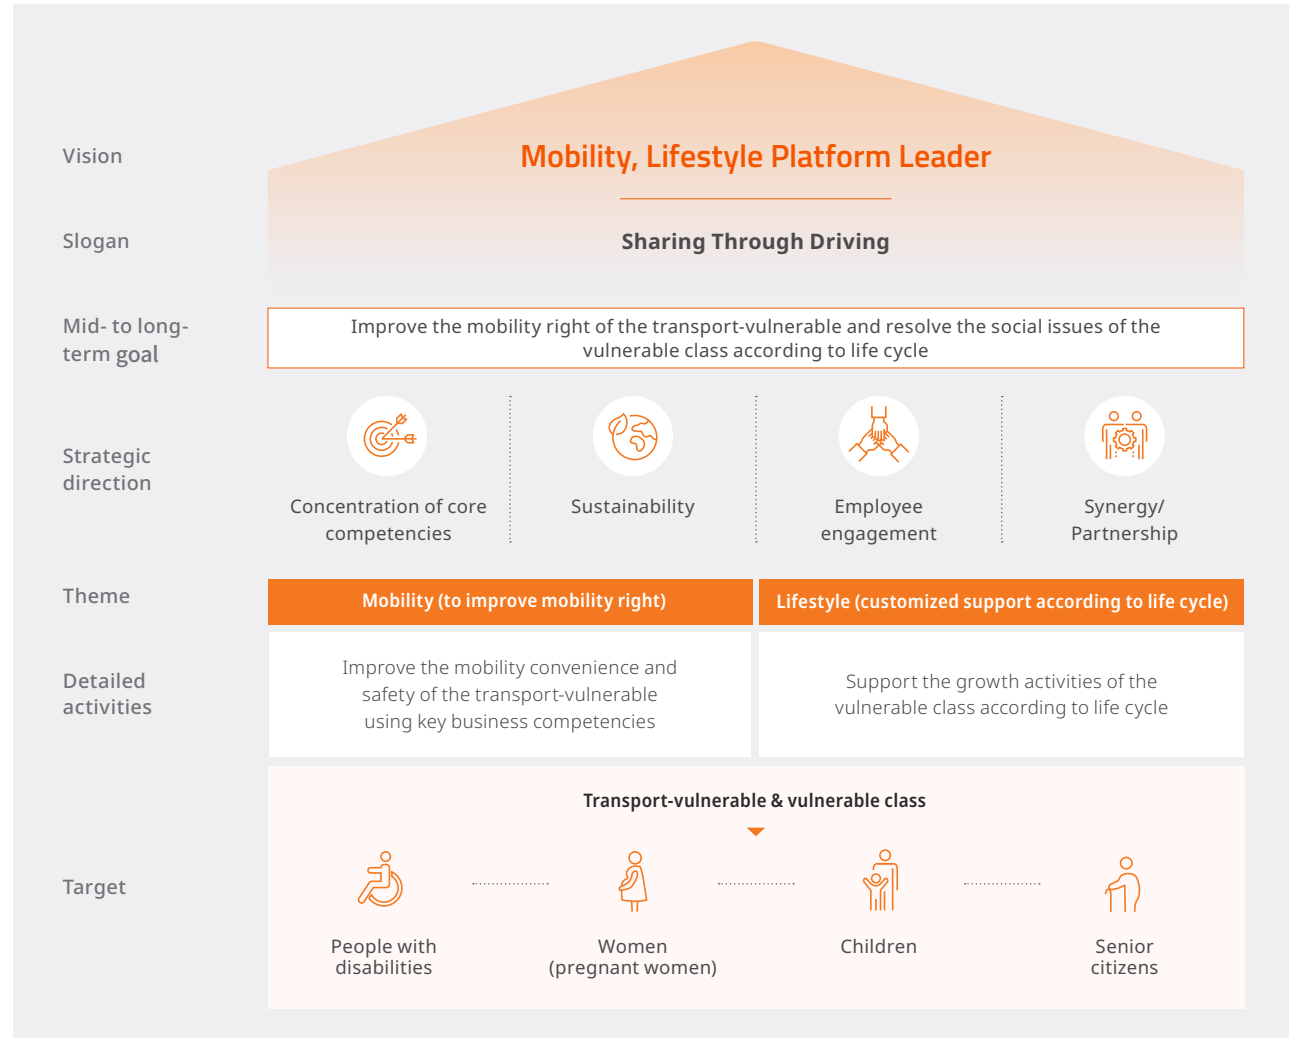 Vision
Mobility, Lifestyle Platform Leader
Slogan
Sharing Through Driving
Mid- to long-
term goal
Improve the mobility right of the transport-vulnerable and resolve the social issues of the
vulnerable class according to life cycle
Strategic
direction
Concentration of core
competencies
Sustainability
Employee
engagement
Synergy/
Partnership
Theme
Mobility (to improve mobility right)
Lifestyle (customized support according to life cycle)
Detailed
activities
Improve the mobility convenience and
safety of the transport-vulnerable
using key business competencies
Support the growth activities of the
vulnerable class according to life cycle
Target
Transport-vulnerable & vulnerable class
People with
disabilities
Women
(pregnant women)
Children
Senior
citizens